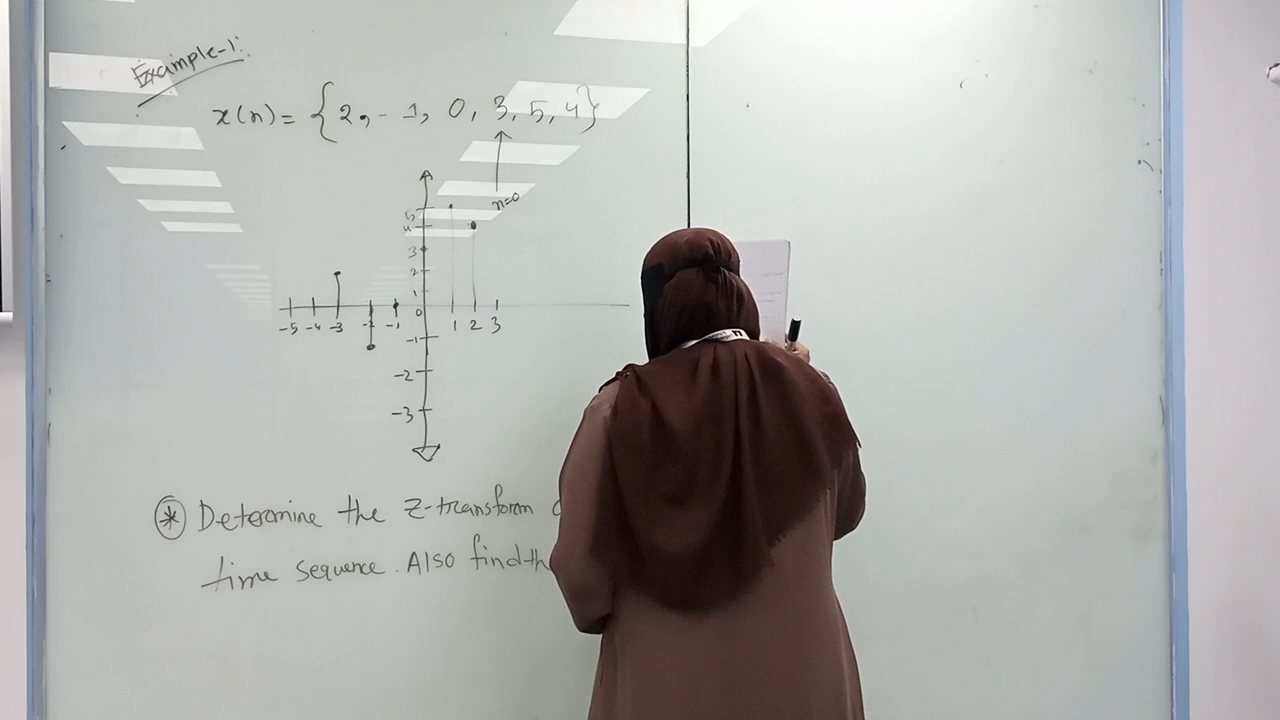 Example-1:
x(n) = { 2, -1, 0, 3, 5, 4 }
n=0
5
4
3
2
1
0
-5 -4 -3 -2 -1 1 2 3
-1
-2
-3
* Determine the Z-transform
time sequence. Also find th